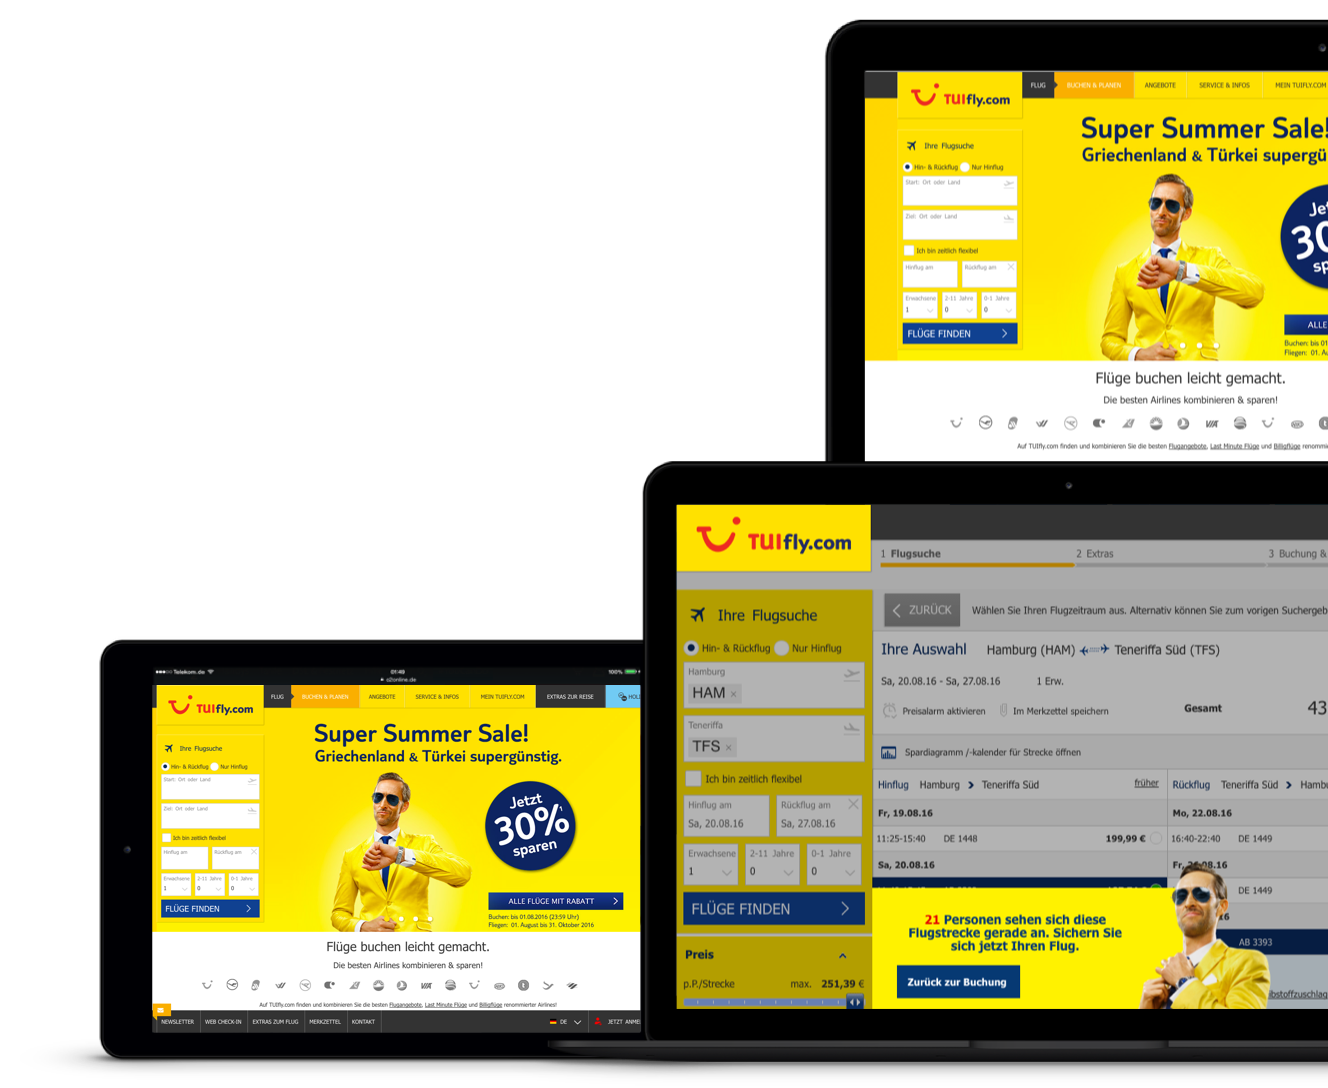 TUIfly.com
FLUG
BUCHEN & PLANEN
ANGEBOTE
SERVICE & INFOS
MEIN TUIFLY.COM
Super Summer Sale!
Griechenland & Türkei supergün
Ihre Flugsuche
Hin- & Rückflug
Nur Hinflug
Start: Ort oder Land
Ziel: Ort oder Land
Ich bin zeitlich flexibel
Hinflug am
Rückflug am
Erwachsene
2-11 Jahre
0-1 Jahre
1
0
0
FLÜGE FINDEN
Jet
30
sp
ALLE
Buchen: bis 01
Fliegen: 01. Au
Flüge buchen leicht gemacht.
Die besten Airlines kombinieren & sparen!
VIA
Auf TUIfly.com finden und kombinieren Sie die besten Flugangebote, Last Minute Flüge und Billigflüge renommie
TUIfly.com
1 Flugsuche
2 Extras
3 Buchung &
Ihre Flugsuche
Hin- & Rückflug
Nur Hinflug
Hamburg
HAM ×
Teneriffa
TFS ×
Ich bin zeitlich flexibel
Hinflug am
Sa, 20.08.16
Rückflug am
Sa, 27.08.16
Erwachsene
1
2-11 Jahre
0
0-1 Jahre
0
FLÜGE FINDEN
Preis
p.P./Strecke
max. 251,39 €
ZURÜCK
Wählen Sie Ihren Flugzeitraum aus. Alternativ können Sie zum vorigen Suchergeb
Ihre Auswahl
Hamburg (HAM)
Teneriffa Süd (TFS)
Sa, 20.08.16 - Sa, 27.08.16
1 Erw.
Preisalarm aktivieren
Im Merkzettel speichern
Gesamt
43
Spardiagramm /-kalender für Strecke öffnen
Hinflug Hamburg > Teneriffa Süd
früher
Rückflug Teneriffa Süd > Hambu
Fr, 19.08.16
Mo, 22.08.16
11:25-15:40 DE 1448 199,99 €
16:40-22:40 DE 1449
Sa, 20.08.16
Fr, 26.08.16
DE 1449
16
AB 3393
ibstoffzuschlag
21 Personen sehen sich diese
Flugstrecke gerade an. Sichern Sie
sich jetzt Ihren Flug.
Zurück zur Buchung
Telekom.de
01:49
100%
o2online.de
TUIfly.com
FLUG
BUCHEN & PLANEN
ANGEBOTE
SERVICE & INFOS
MEIN TUIFLY.COM
EXTRAS ZUR REISE
HOL
Super Summer Sale!
Griechenland & Türkei supergünstig.
Ihre Flugsuche
Hin- & Rückflug
Nur Hinflug
Start: Ort oder Land
Ziel: Ort oder Land
Ich bin zeitlich flexibel
Hinflug am
Rückflug am
Erwachsene
2-11 Jahre
0-1 Jahre
1
0
0
FLÜGE FINDEN
Jetzt
30%¹
sparen
ALLE FLÜGE MIT RABATT
Buchen: bis 01.08.2016 (23:59 Uhr)
Fliegen: 01. August bis 31. Oktober 2016
Flüge buchen leicht gemacht.
Die besten Airlines kombinieren & sparen!
VIA
Auf TUIfly.com finden und kombinieren Sie die besten Flugangebote, Last Minute Flüge und Billigflüge renommierter Airlines!
NEWSLETTER
WEB CHECK-IN
EXTRAS ZUM FLUG
MERKZETTEL
KONTAKT
DE
JETZT ANME